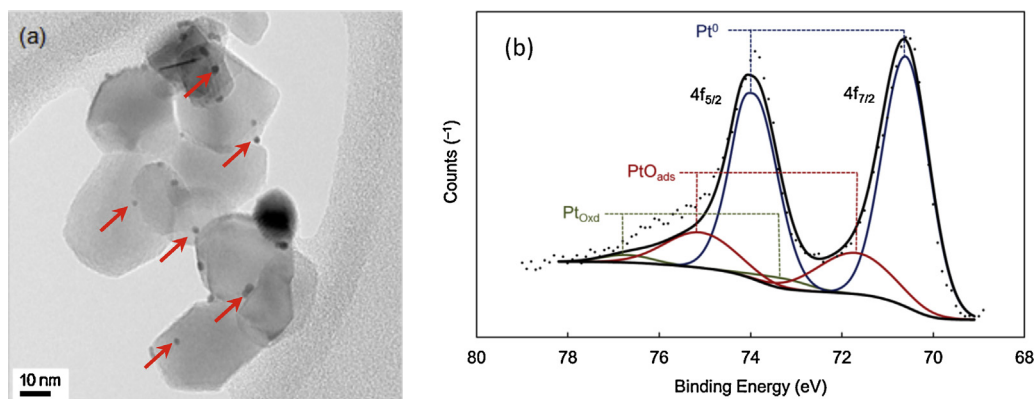 (a)
10 nm
(b)
Pt⁰
4f₅/₂
4f₇/₂
PtOₐdₛ
Pt_Oxd
Counts (–1)
80
78
76
74
72
70
68
Binding Energy (eV)